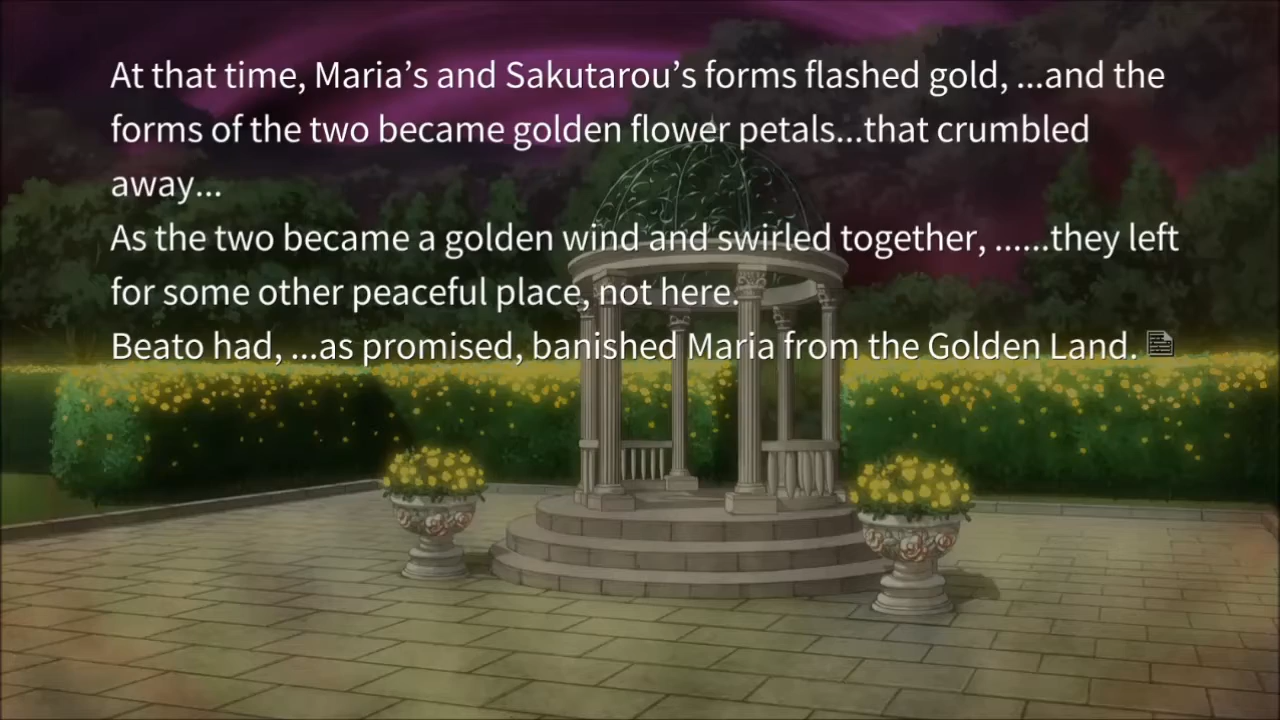 At that time, Maria’s and Sakutarou’s forms flashed gold, ...and the
forms of the two became golden flower petals...that crumbled
away...
As the two became a golden wind and swirled together, ......they left
for some other peaceful place, not here.
Beato had, ...as promised, banished Maria from the Golden Land.